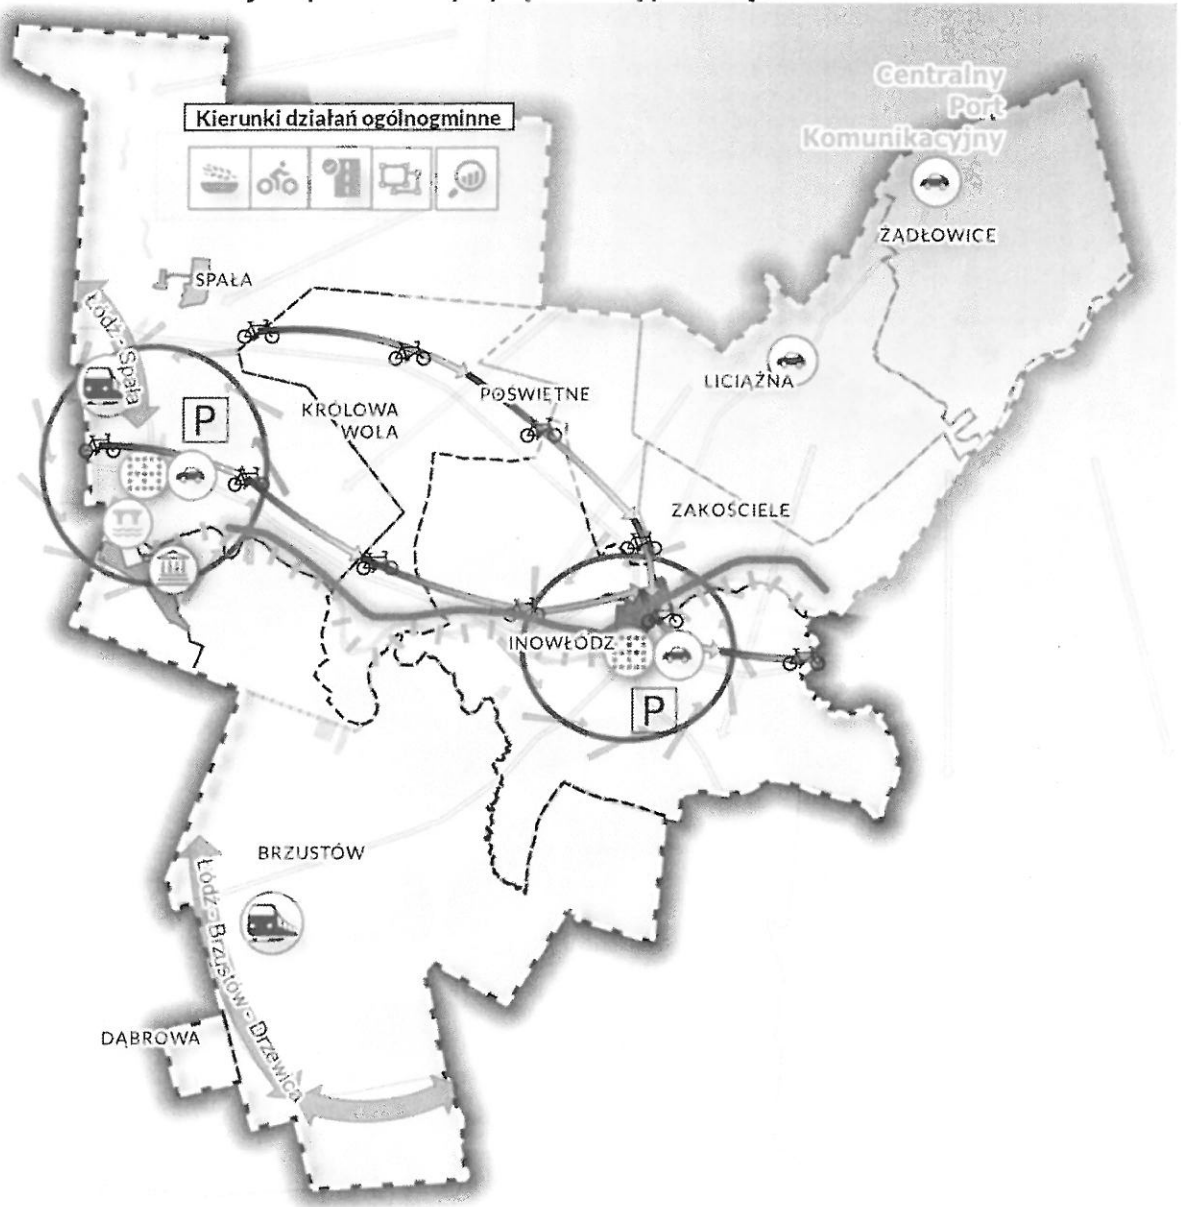 Kierunki działań ogólnogminne
Centralny
Port
Komunikacyjny
ŻĄDŁOWICE
SPAŁA
Łódź - Spała
POŚWIĘTNE
LICIĄŻNA
KRÓLOWA
WOLA
P
ZAKOŚCIELE
INOWŁÓDZ
P
BRZUSTÓW
Łódź - Brzustów - Drzewica
DĄBROWA